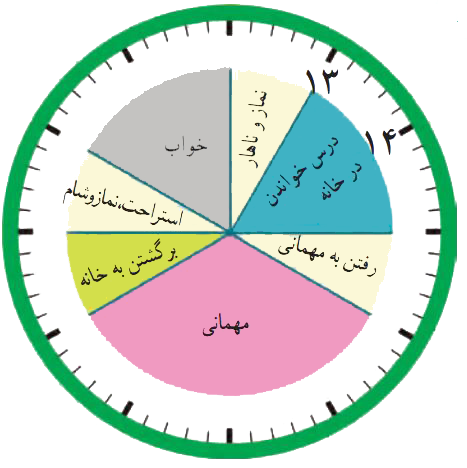 ۱۳
۱۴
نماز و ناهار
درس خواندن
در خانه
رفتن به مهمانی
مهمانی
برگشتن به خانه
استراحت،نمازوشام
خواب